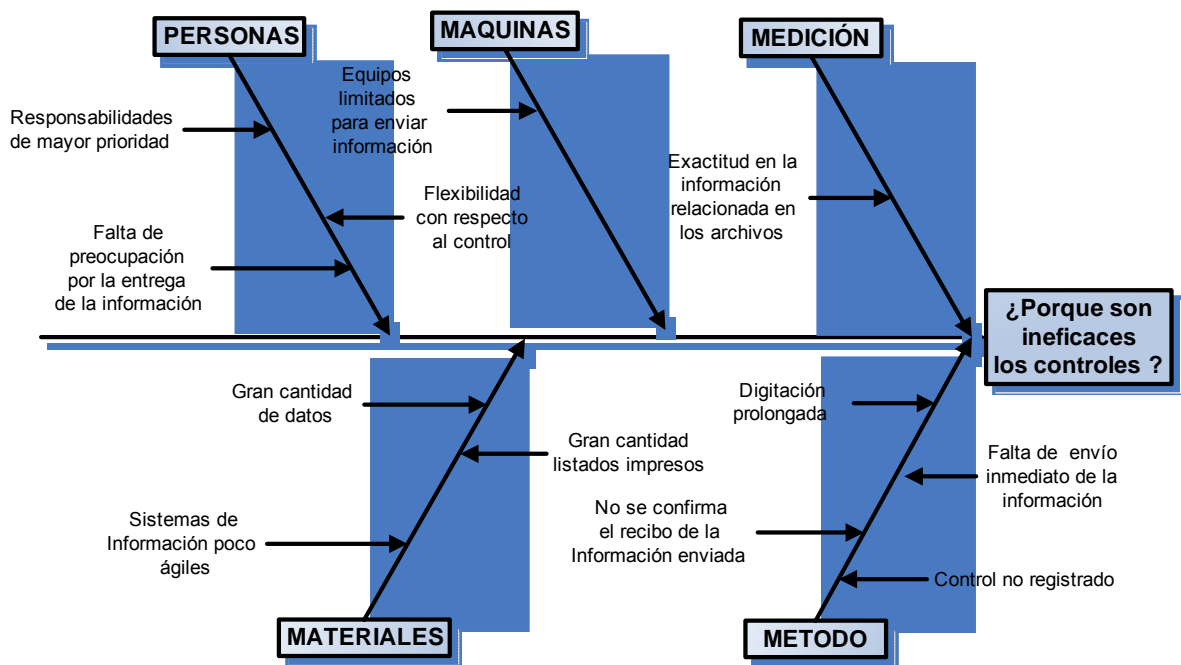 PERSONAS
MAQUINAS
MEDICIÓN
Responsabilidades
de mayor prioridad
Flexibilidad
con respecto
al control
Falta de
preocupación
por la entrega
de la información
Equipos
limitados
para enviar
información
Exactitud en la
información
relacionada en
los archivos
¿Porque son
ineficaces
los controles ?
Gran cantidad
de datos
Gran cantidad
listados impresos
Sistemas de
Información poco
ágiles
Digitación
prolongada
Falta de envío
inmediato de la
información
No se confirma
el recibo de la
Información enviada
Control no registrado
MATERIALES
METODO